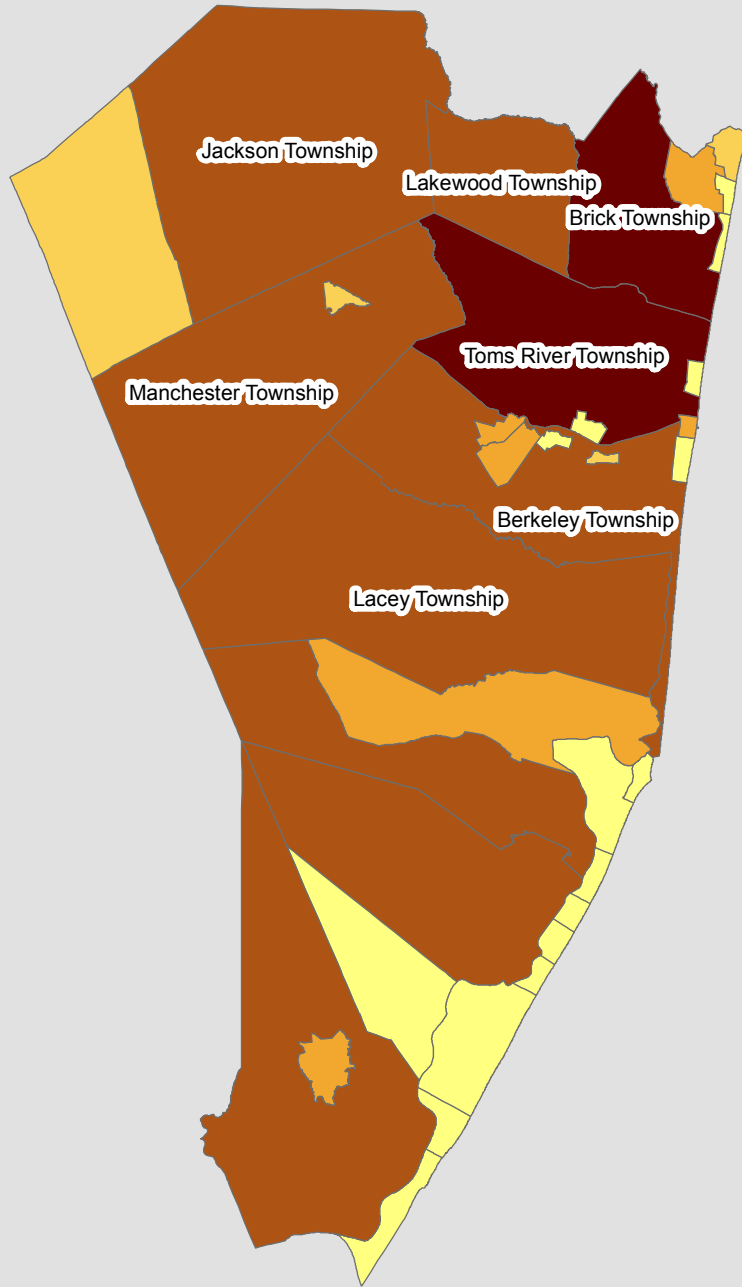 Jackson Township
Lakewood Township
Brick Township
Toms River Township
Manchester Township
Berkeley Township
Lacey Township